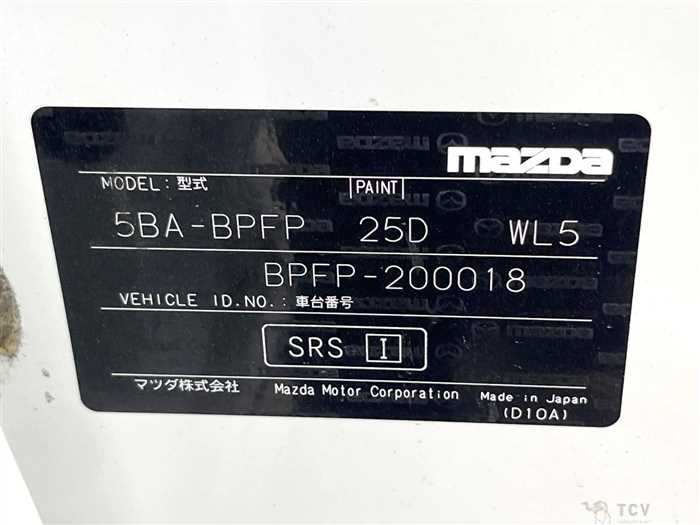 mazda
MODEL : 型式 PAINT
5BA-BPFP 25D WL5
BPFP-200018
VEHICLE ID.NO. : 車台番号
SRS I
マツダ株式会社 Mazda Motor Corporation Made in Japan
(D10A)
TCV